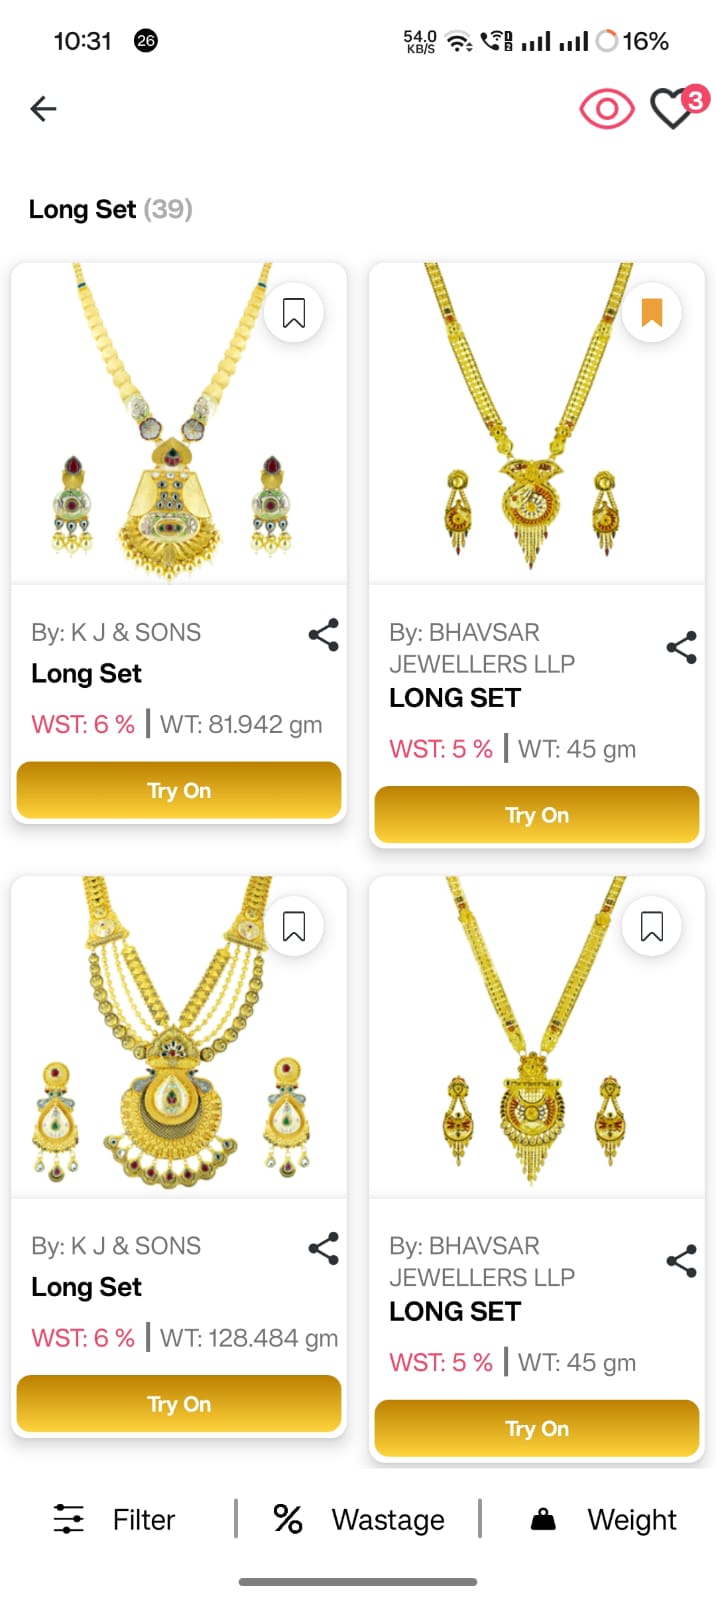 10:31
26
54.0
KB/S
16%
3
Long Set (39)
By: K J & SONS
Long Set
WST: 6 % | WT: 81.942 gm
Try On
By: BHAVSAR
JEWELLERS LLP
LONG SET
WST: 5 % | WT: 45 gm
Try On
By: K J & SONS
Long Set
WST: 6 % | WT: 128.484 gm
Try On
By: BHAVSAR
JEWELLERS LLP
LONG SET
WST: 5 % | WT: 45 gm
Try On
Filter | % Wastage | Weight